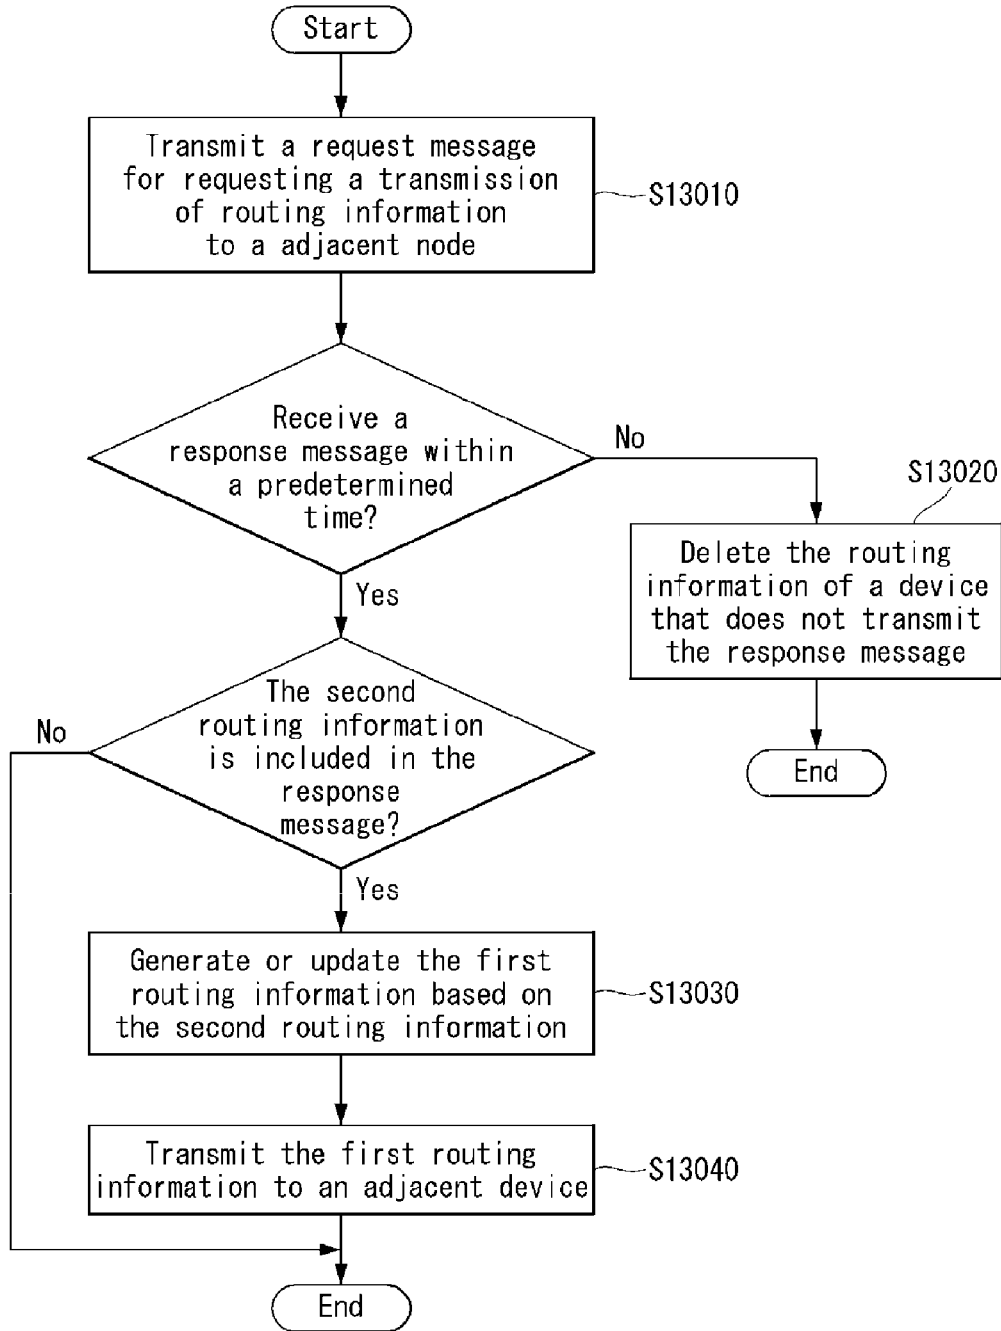 Start
Transmit a request message
for requesting a transmission
of routing information
to a adjacent node
S13010
Receive a
response message within
a predetermined
time?
No
S13020
Delete the routing
information of a device
that does not transmit
the response message
End
Yes
The second
routing information
is included in the
response
message?
No
Yes
Generate or update the first
routing information based on
the second routing information
S13030
Transmit the first routing
information to an adjacent device
S13040
End